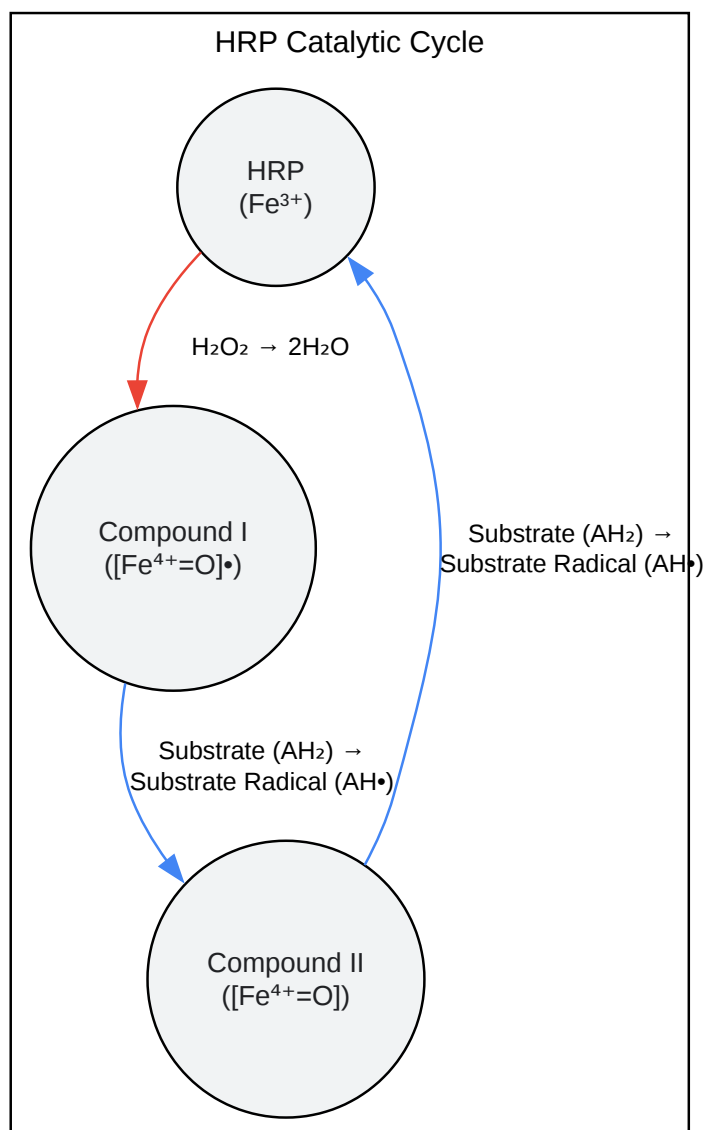 HRP Catalytic Cycle
HRP
(Fe³⁺)
H₂O₂ → 2H₂O
Compound I
([Fe⁴⁺=O]•)
Substrate (AH₂) →
Substrate Radical (AH•)
Substrate (AH₂) →
Substrate Radical (AH•)
Compound II
([Fe⁴⁺=O])